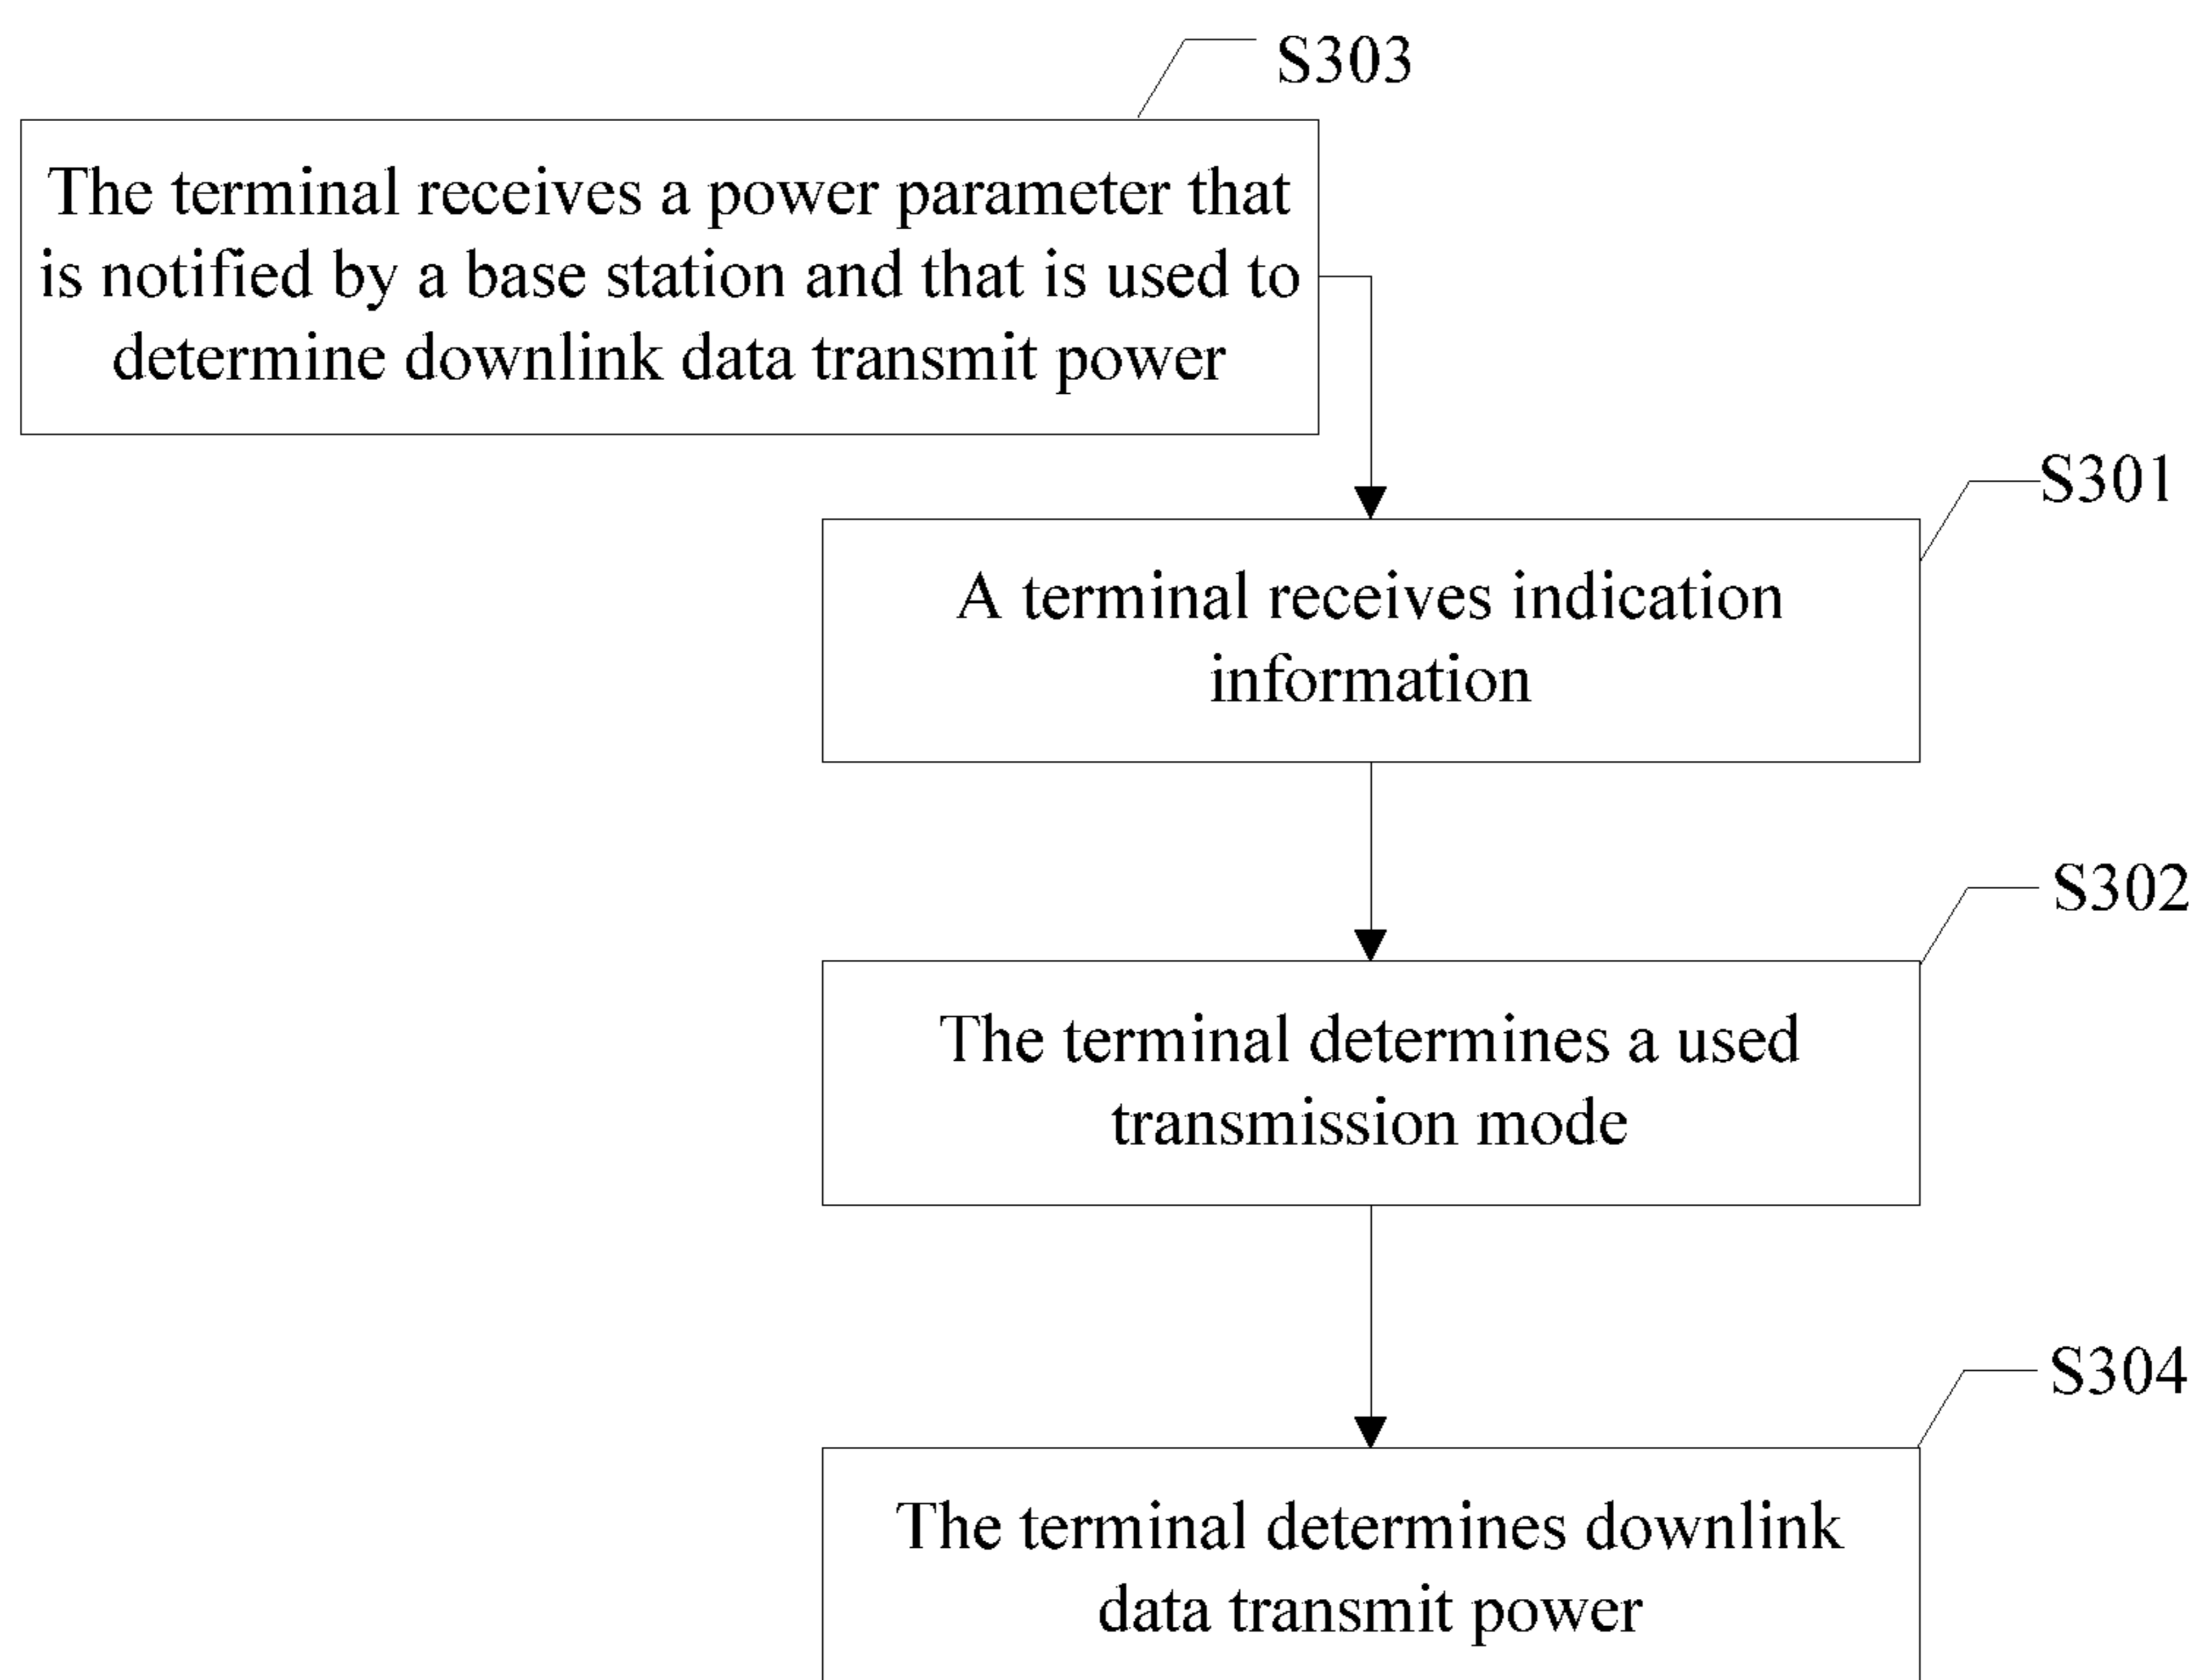 S303
The terminal receives a power parameter that
is notified by a base station and that is used to
determine downlink data transmit power
S301
A terminal receives indication
information
S302
The terminal determines a used
transmission mode
S304
The terminal determines downlink
data transmit power